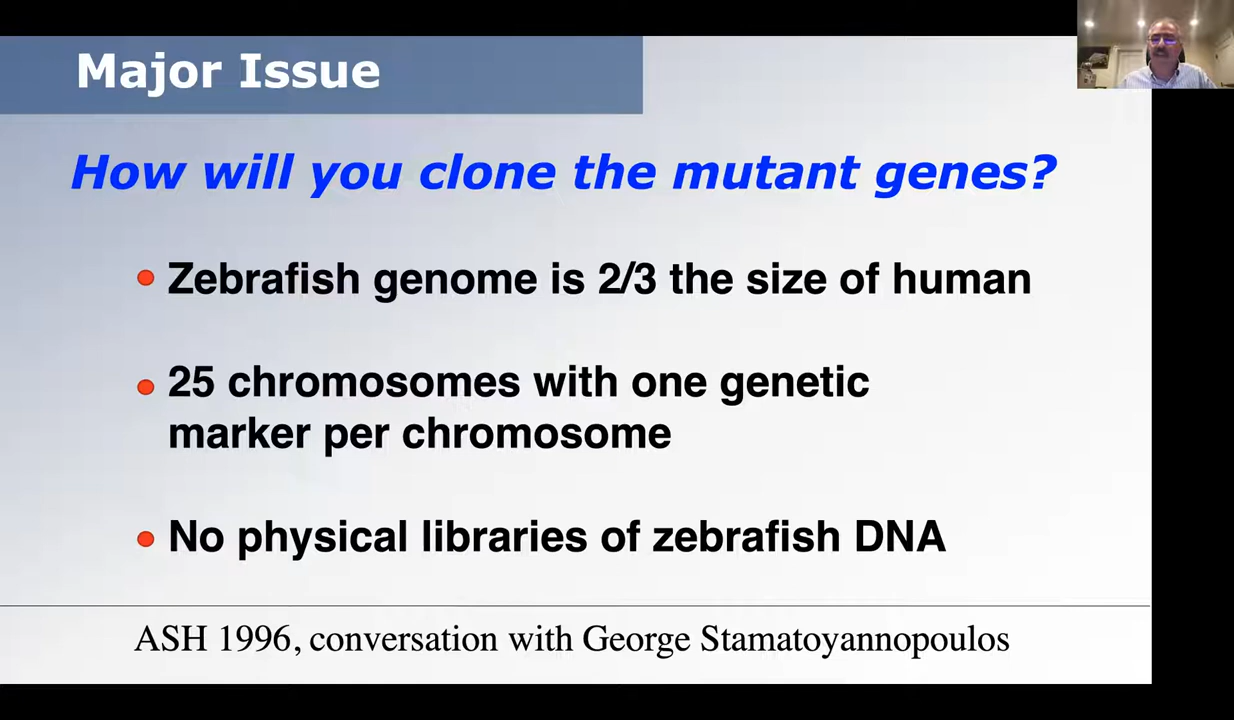 Major Issue
How will you clone the mutant genes?
Zebrafish genome is 2/3 the size of human
25 chromosomes with one genetic
marker per chromosome
No physical libraries of zebrafish DNA
ASH 1996, conversation with George Stamatoyannopoulos